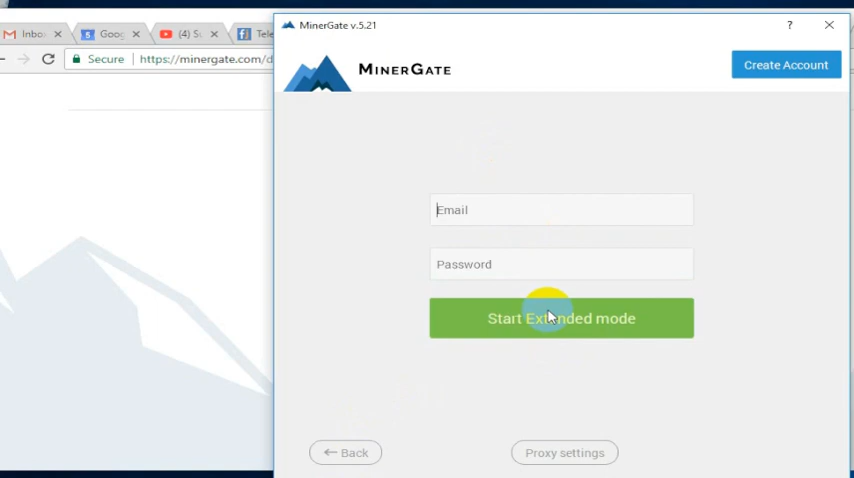 MinerGate v.5.21
Inbo
Goog
(4) S
Tele
Secure
https://minergate.com/d
MINERGATE
Create Account
Email
Password
Start Extended mode
Back
Proxy settings